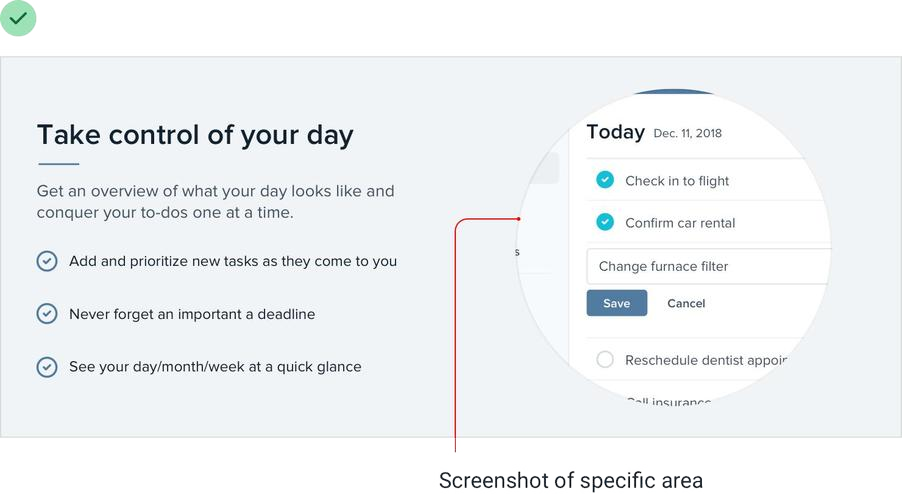 Take control of your day
Get an overview of what your day looks like and
conquer your to-dos one at a time.
Add and prioritize new tasks as they come to you
Never forget an important a deadline
See your day/month/week at a quick glance
Today Dec. 11, 2018
Check in to flight
Confirm car rental
s
Change furnace filter
Save Cancel
Reschedule dentist appoin
Call insurance
Screenshot of specific area